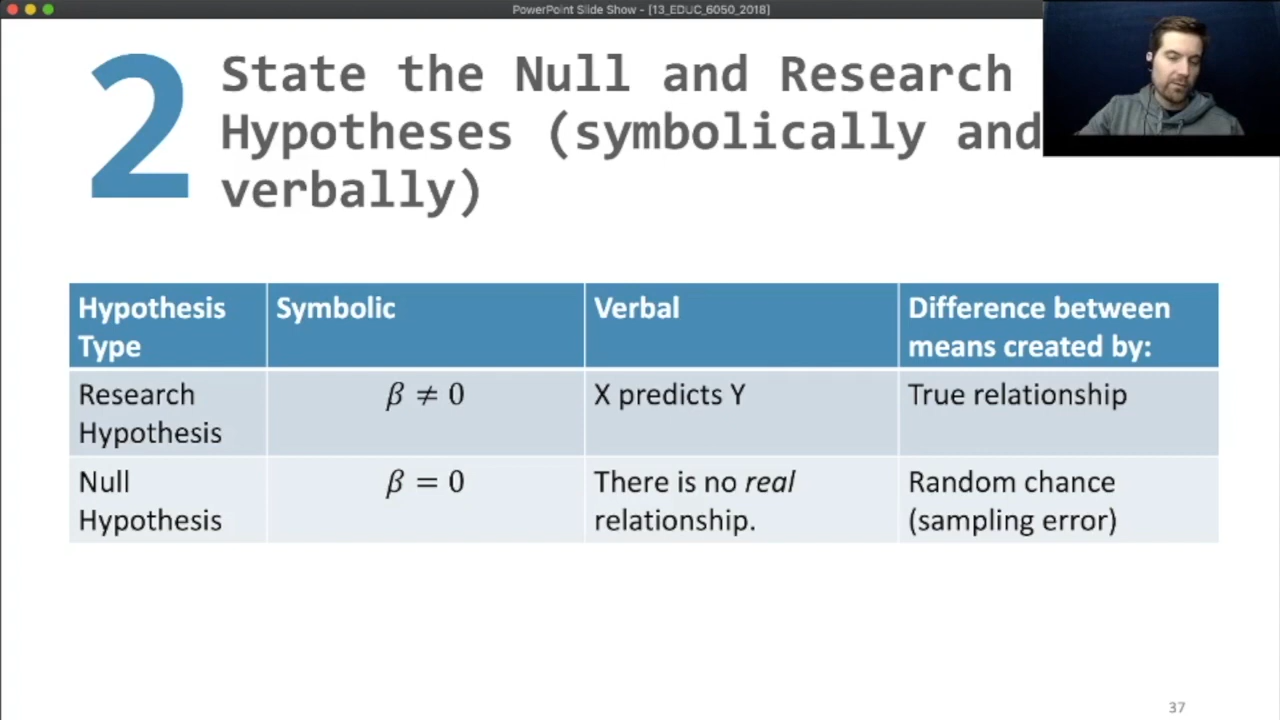 PowerPoint Slide Show - [13_EDUC_6050_2018]
2
State the Null and Research
Hypotheses (symbolically and
verbally)
Hypothesis
Type
Symbolic
Verbal
Difference between
means created by:
Research
Hypothesis
β ≠ 0
X predicts Y
True relationship
Null
Hypothesis
β = 0
There is no real
relationship.
Random chance
(sampling error)
37